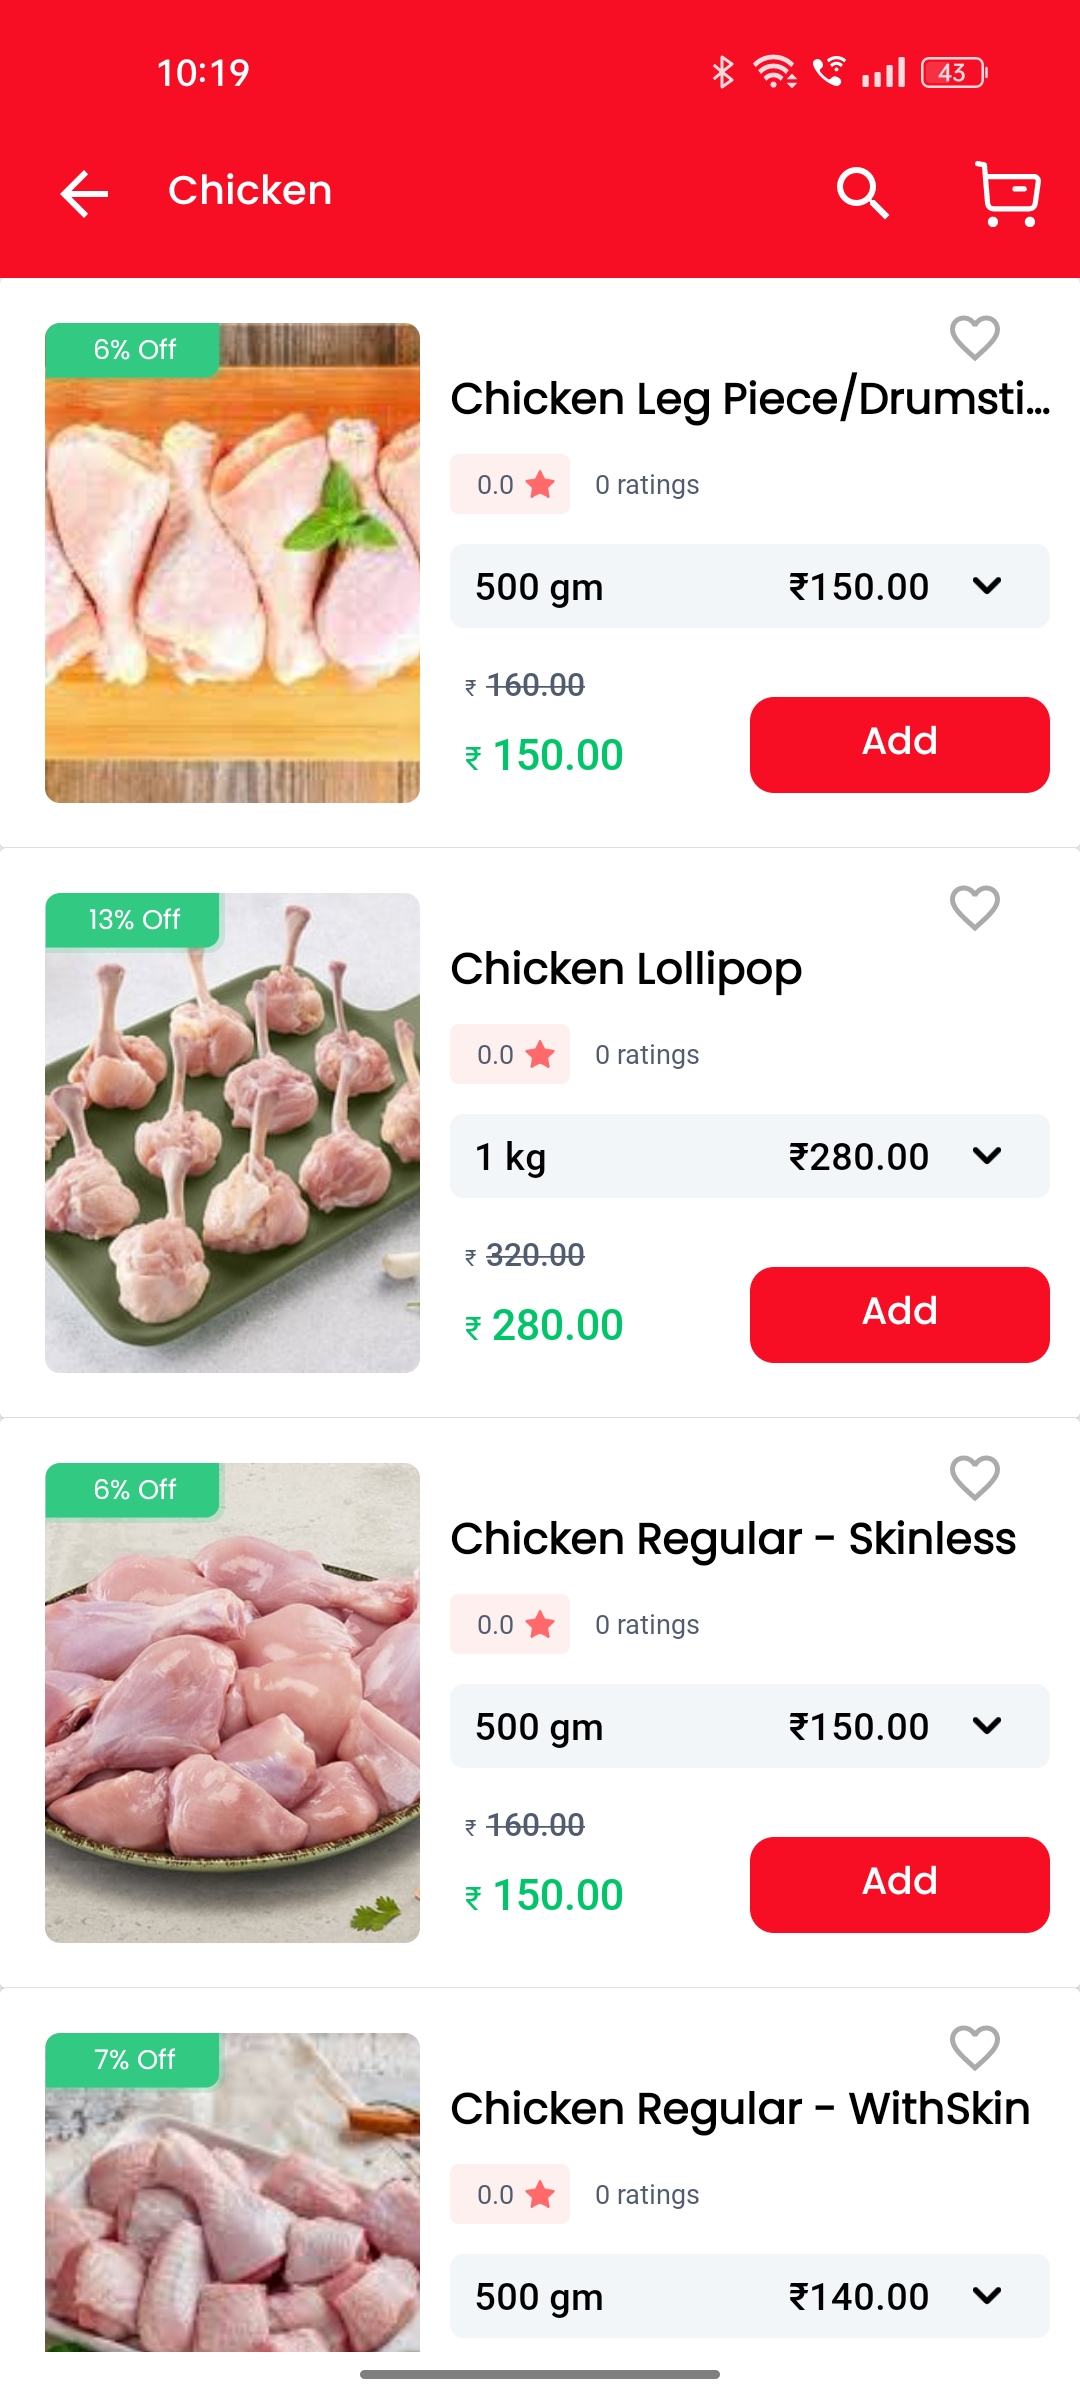 10:19
43
Chicken
6% Off
Chicken Leg Piece/Drumsti...
0.0 0 ratings
500 gm ₹150.00
₹ 160.00
₹ 150.00
Add
13% Off
Chicken Lollipop
0.0 0 ratings
1 kg ₹280.00
₹ 320.00
₹ 280.00
Add
6% Off
Chicken Regular - Skinless
0.0 0 ratings
500 gm ₹150.00
₹ 160.00
₹ 150.00
Add
7% Off
Chicken Regular - WithSkin
0.0 0 ratings
500 gm ₹140.00